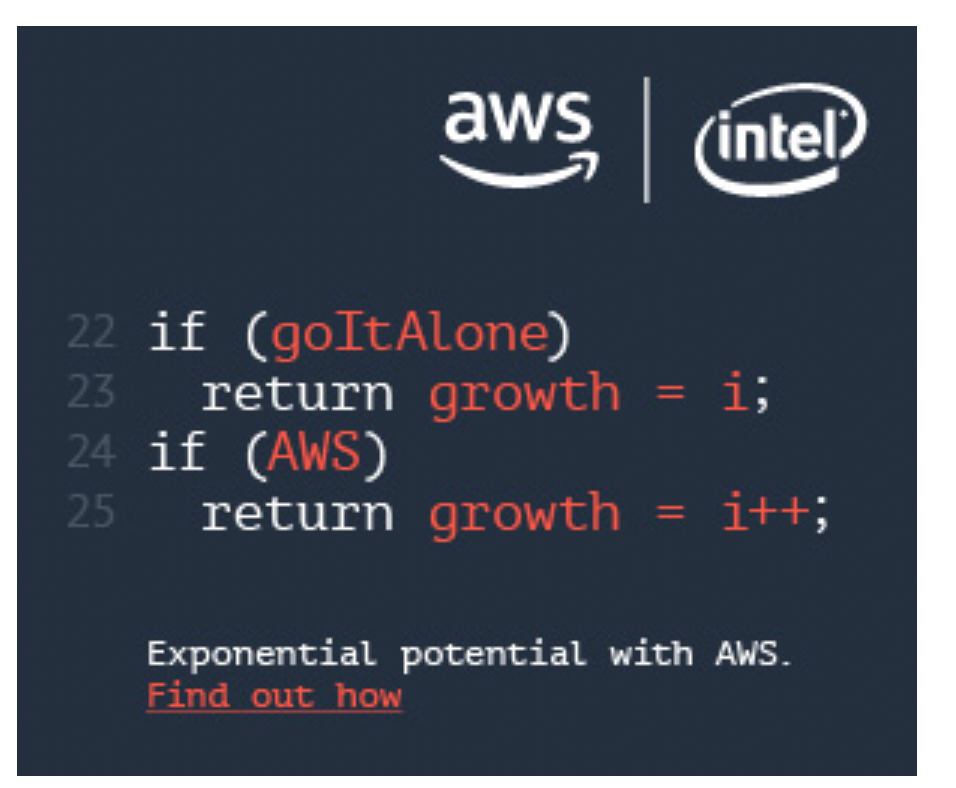 aws | intel
22 if (goItAlone)
23 return growth = i;
24 if (AWS)
25 return growth = i++;
Exponential potential with AWS.
Find out how